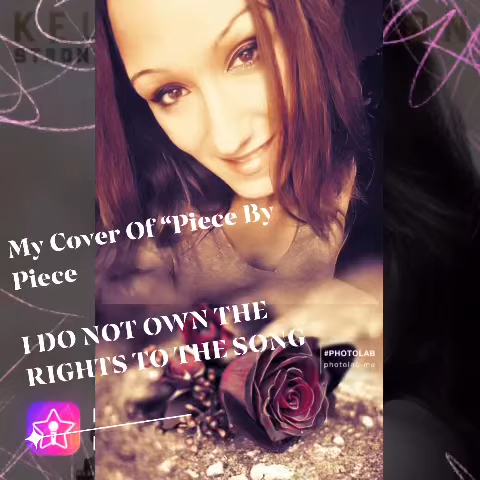 My Cover Of “Piece By
Piece
I DO NOT OWN THE
RIGHTS TO THE SONG
#PHOTOLAB
photolab.me